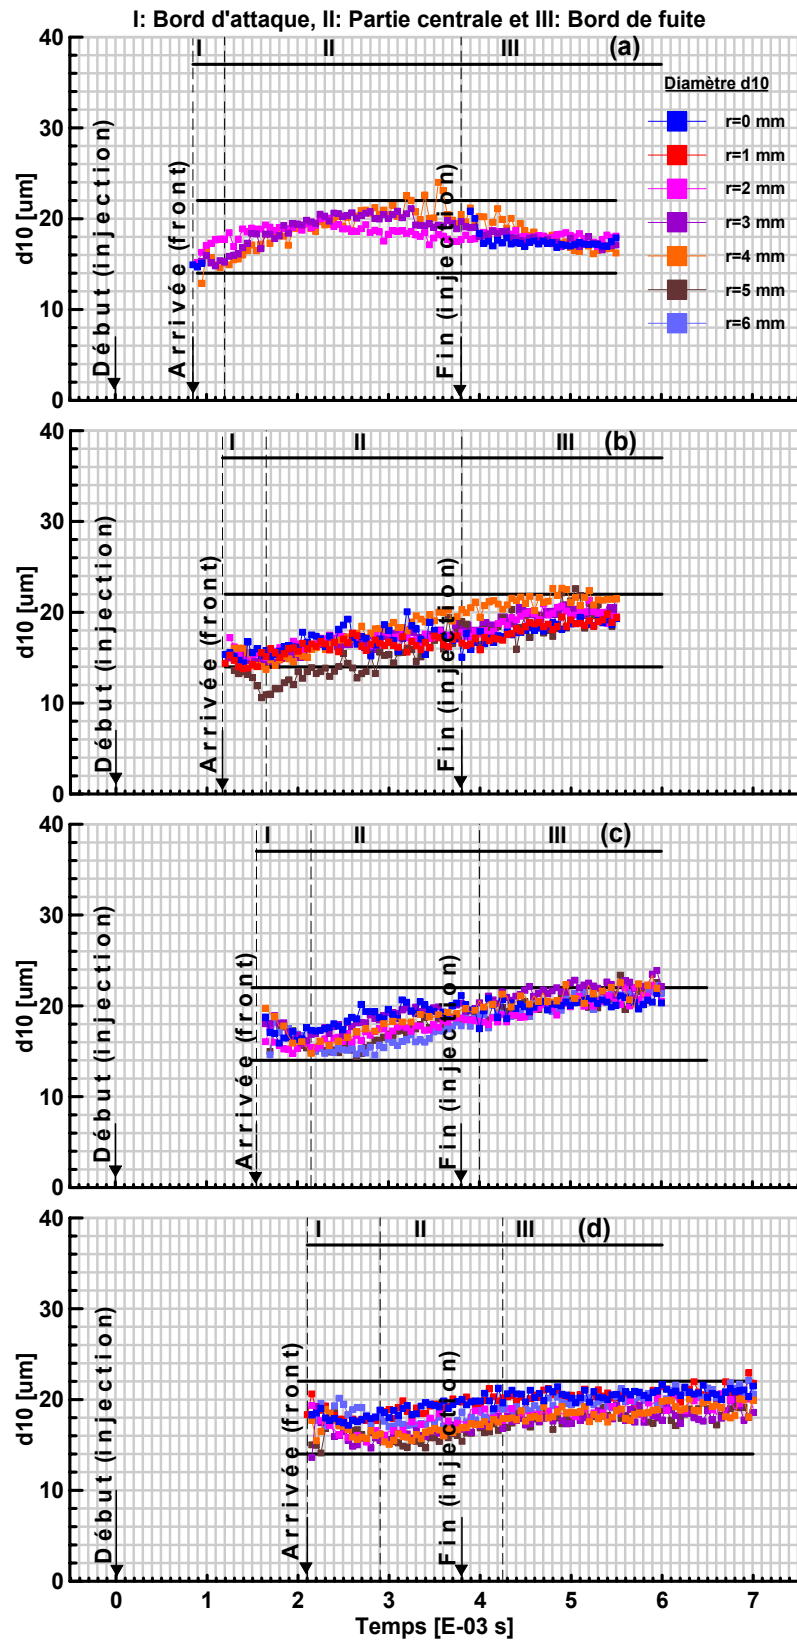 I: Bord d'attaque, II: Partie centrale et III: Bord de fuite
40
30
20
10
0
d10 [um]
I
II
III
(a)
Début (injection)
Arrivée (front)
Fin (injection)
Diamètre d10
r=0 mm
r=1 mm
r=2 mm
r=3 mm
r=4 mm
r=5 mm
r=6 mm
40
30
20
10
0
d10 [um]
I
II
III
(b)
Début (injection)
Arrivée (front)
Fin (injection)
40
30
20
10
0
d10 [um]
I
II
III
(c)
Début (injection)
Arrivée (front)
Fin (injection)
40
30
20
10
0
d10 [um]
I
II
III
(d)
Début (injection)
Arrivée (front)
Fin (injection)
0 1 2 3 4 5 6 7
Temps [E-03 s]